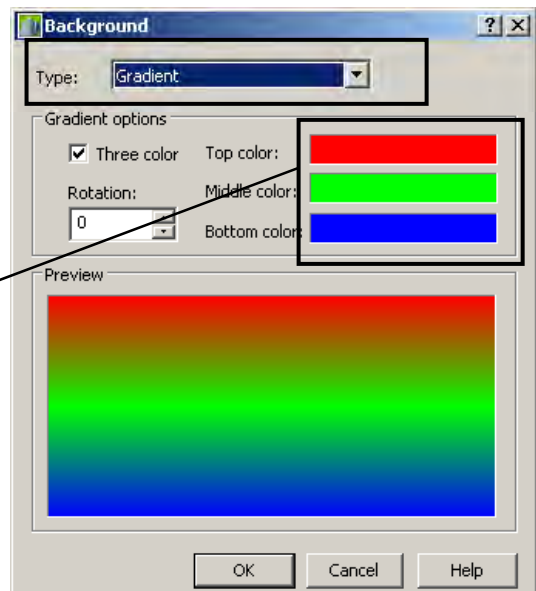 Background
Type: Gradient
Gradient options
Three color Top color:
Rotation: Middle color:
0 Bottom color:
Preview
OK Cancel Help